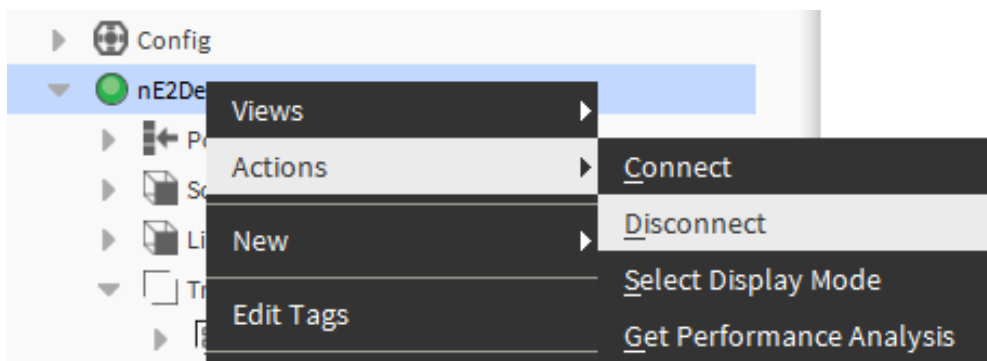 Config
nE2De
Views
Actions
Connect
Disconnect
New
Select Display Mode
Edit Tags
Get Performance Analysis